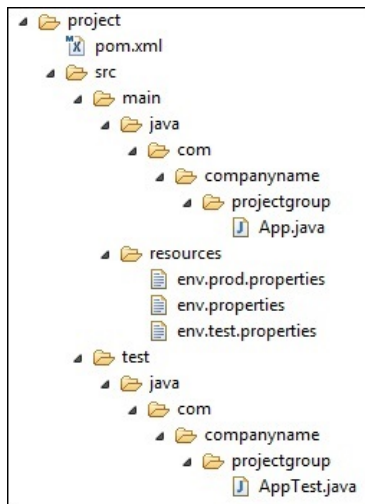 project
pom.xml
src
main
java
com
companyname
projectgroup
App.java
resources
env.prod.properties
env.properties
env.test.properties
test
java
com
companyname
projectgroup
AppTest.java